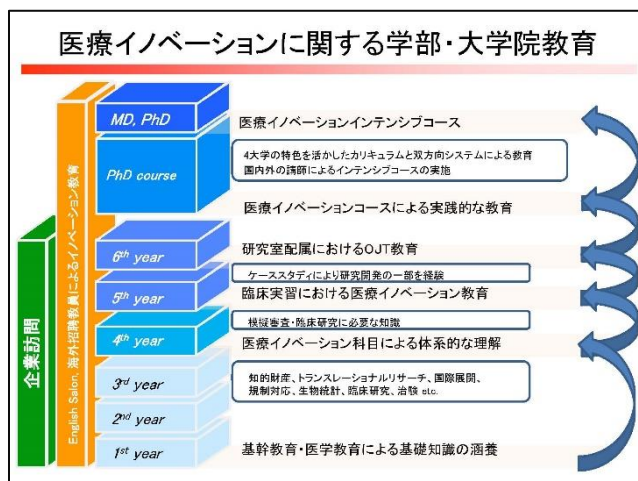 医療イノベーションに関する学部・大学院教育
企業訪問
English Salon, 海外招聘教員によるイノベーション教育
MD, PhD
医療イノベーションインテンシブコース
PhD course
4大学の特色を活かしたカリキュラムと双方向システムによる教育
国内外の講師によるインテンシブコースの実施
医療イノベーションコースによる実践的な教育
6th year
研究室配属におけるOJT教育
ケーススタディにより研究開発の一部を経験
5th year
臨床実習における医療イノベーション教育
模擬審査・臨床研究に必要な知識
4th year
医療イノベーション科目による体系的な理解
3rd year
知的財産、トランスレーショナルリサーチ、国際展開、
規制対応、生物統計、臨床研究、治験 etc.
2nd year
1st year
基幹教育・医学教育による基礎知識の涵養